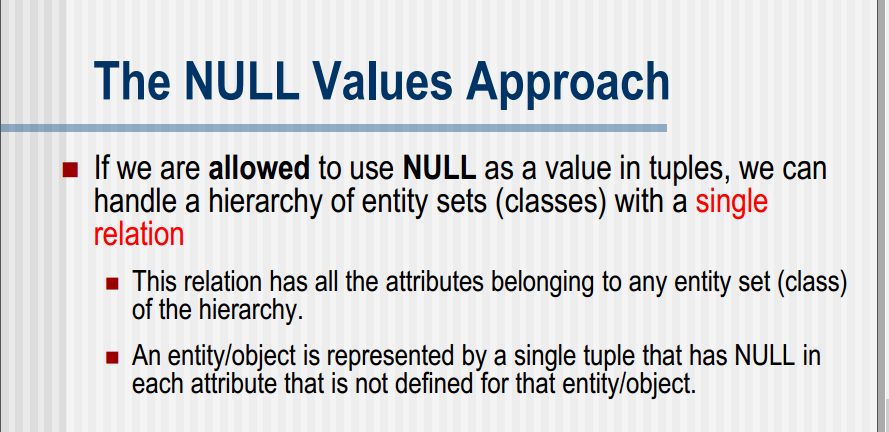 The NULL Values Approach
If we are allowed to use NULL as a value in tuples, we can
handle a hierarchy of entity sets (classes) with a single
relation
This relation has all the attributes belonging to any entity set (class)
of the hierarchy.
An entity/object is represented by a single tuple that has NULL in
each attribute that is not defined for that entity/object.